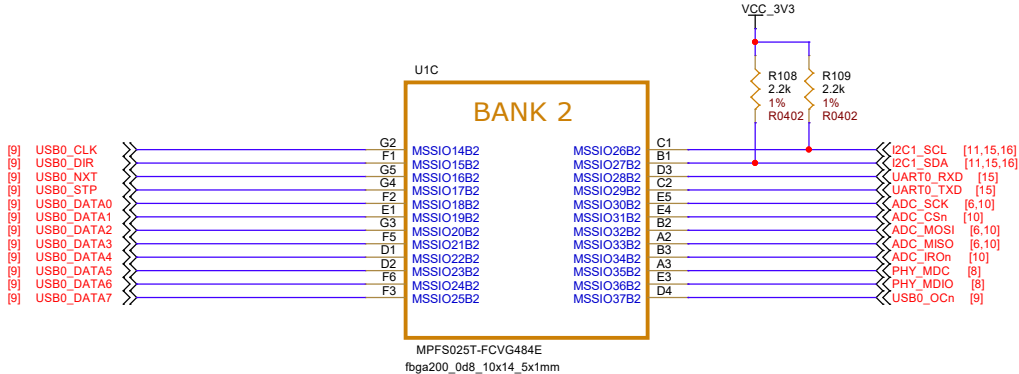 VCC_3V3
U1C
R108
2.2k
1%
R0402
R109
2.2k
1%
R0402
BANK 2
[9] USB0_CLK G2 MSSIO14B2 MSSIO26B2 C1 I2C1_SCL [11,15,16]
[9] USB0_DIR F1 MSSIO15B2 MSSIO27B2 B1 I2C1_SDA [11,15,16]
[9] USB0_NXT G5 MSSIO16B2 MSSIO28B2 D3 UART0_RXD [15]
[9] USB0_STP G4 MSSIO17B2 MSSIO29B2 C2 UART0_TXD [15]
[9] USB0_DATA0 F2 MSSIO18B2 MSSIO30B2 E5 ADC_SCK [6,10]
[9] USB0_DATA1 E1 MSSIO19B2 MSSIO31B2 E4 ADC_CSn [10]
[9] USB0_DATA2 G3 MSSIO20B2 MSSIO32B2 B2 ADC_MOSI [6,10]
[9] USB0_DATA3 F5 MSSIO21B2 MSSIO33B2 A2 ADC_MISO [6,10]
[9] USB0_DATA4 D1 MSSIO22B2 MSSIO34B2 B3 ADC_IRQn [10]
[9] USB0_DATA5 D2 MSSIO23B2 MSSIO35B2 A3 PHY_MDC [8]
[9] USB0_DATA6 F6 MSSIO24B2 MSSIO36B2 E3 PHY_MDIO [8]
[9] USB0_DATA7 F3 MSSIO25B2 MSSIO37B2 D4 USB0_OCn [9]
MPFS025T-FCVG484E
fbga200_0d8_10x14_5x1mm